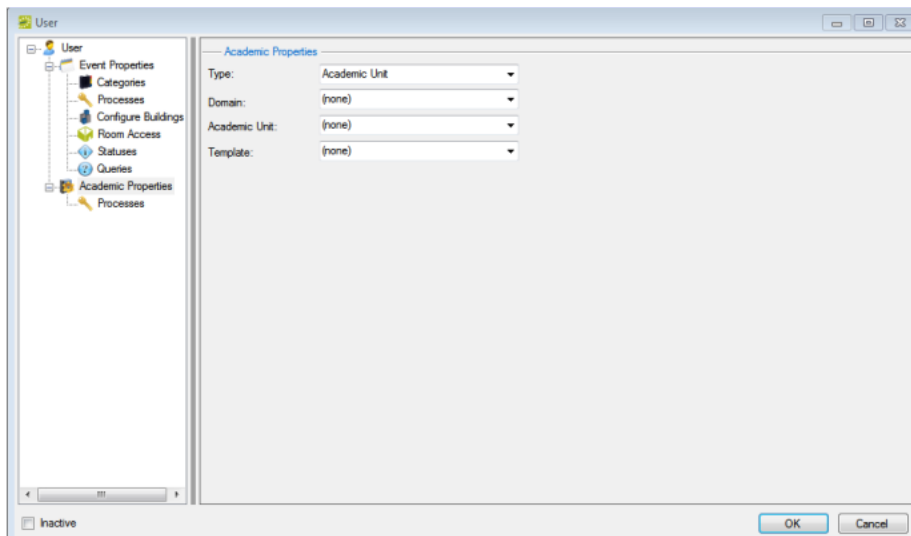 User
User
Event Properties
Categories
Processes
Configure Buildings
Room Access
Statuses
Queries
Academic Properties
Processes
Academic Properties
Type: Academic Unit
Domain: (none)
Academic Unit: (none)
Template: (none)
Inactive
OK Cancel